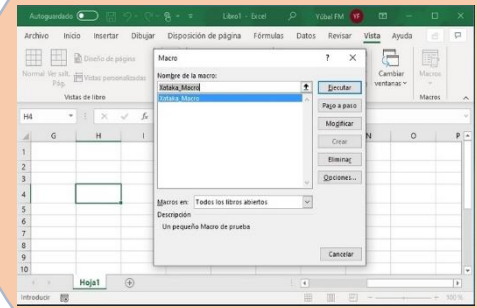 Autoguardado Libro1 - Excel Yúbal FM YF
Archivo Inicio Insertar Dibujar Disposición de página Fórmulas Datos Revisar Vista Ayuda
Normal Ver salt. Pág. Diseño de página
Vistas personalizadas
Vistas de libro
Cambiar ventanas
Macros
Macros
H4 fx
G H I N O P
1
2
3
4
5
6
7
8
9
10
Macro ? X
Nombre de la macro:
Xataka_Macro
Xataka_Macro
Ejecutar
Paso a paso
Modificar
Crear
Eliminar
Opciones...
Macros en: Todos los libros abiertos
Descripción
Un pequeño Macro de prueba
Cancelar
Hoja1
Introducir 100 %